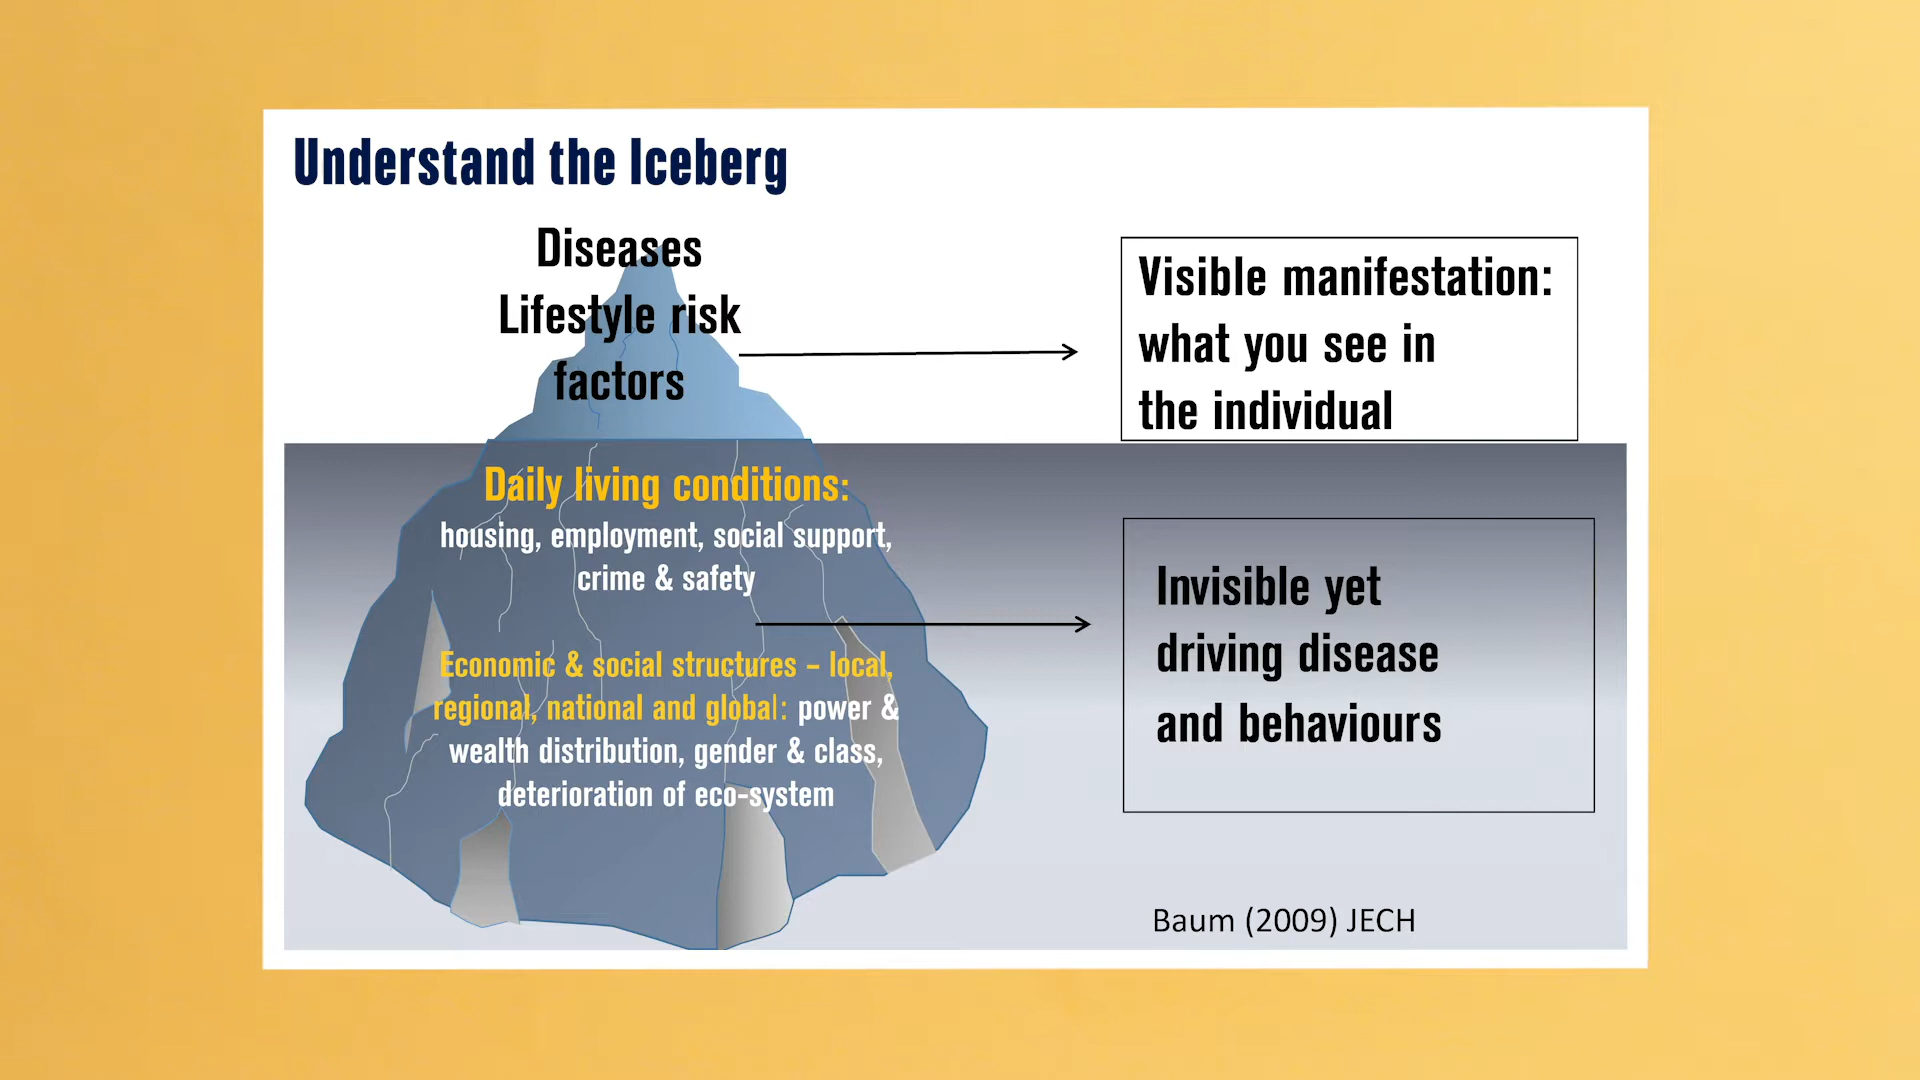 Understand the Iceberg
Diseases
Lifestyle risk
factors
Visible manifestation:
what you see in
the individual
Daily living conditions:
housing, employment, social support,
crime & safety
Economic & social structures – local,
regional, national and global: power &
wealth distribution, gender & class,
deterioration of eco-system
Invisible yet
driving disease
and behaviours
Baum (2009) JECH